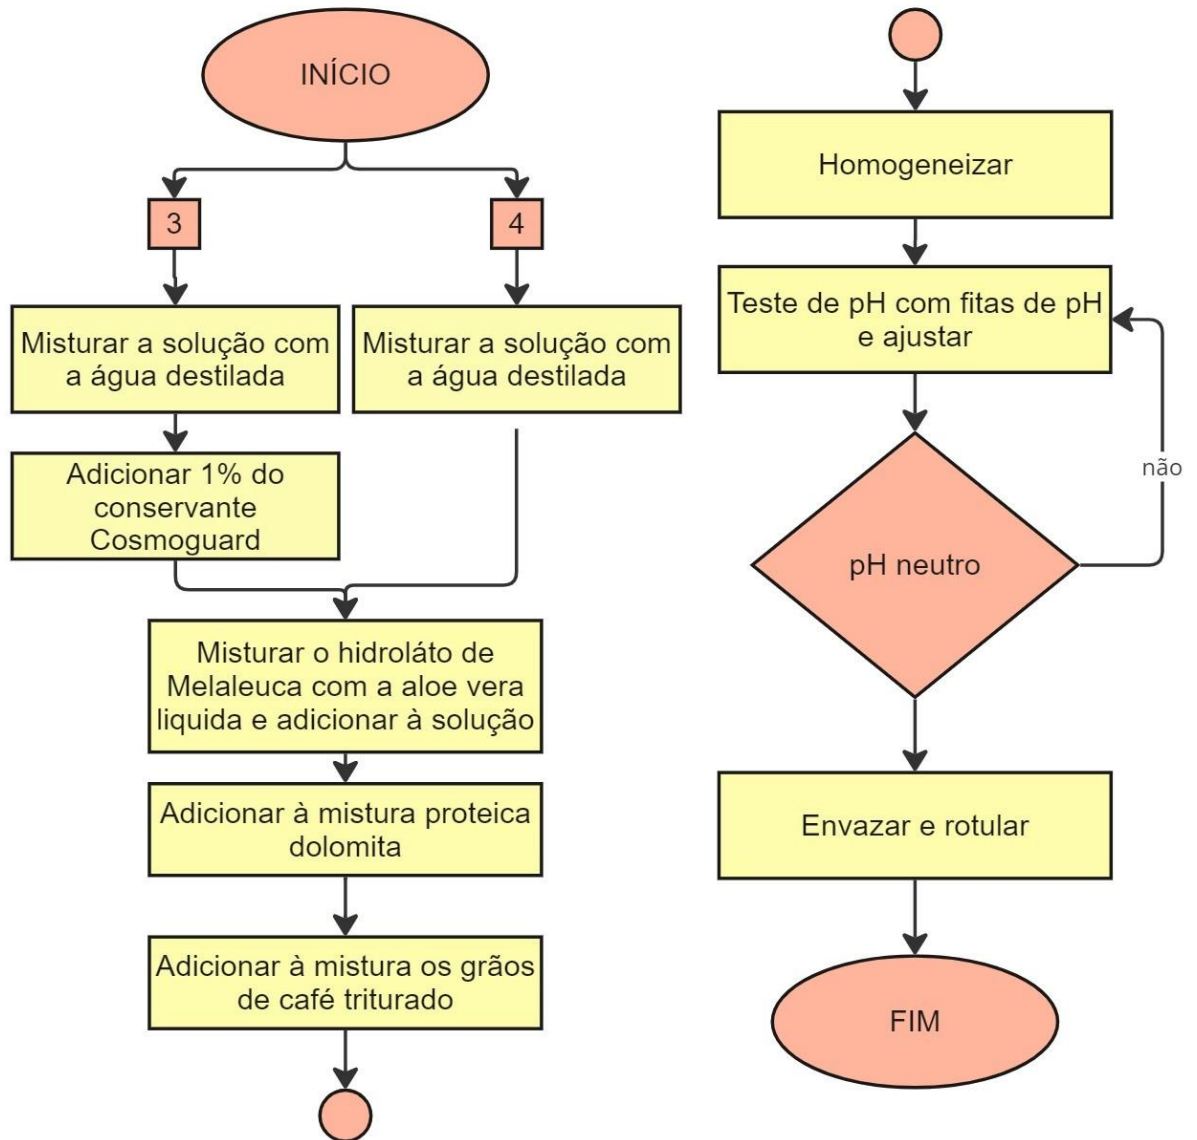 INÍCIO
3
4
Misturar a solução com
a água destilada
Misturar a solução com
a água destilada
Adicionar 1% do
conservante
Cosmoguard
Misturar o hidroláto de
Melaleuca com a aloe vera
liquida e adicionar à solução
Adicionar à mistura proteica
dolomita
Adicionar à mistura os grãos
de café triturado
Homogeneizar
Teste de pH com fitas de pH
e ajustar
não
pH neutro
Envazar e rotular
FIM